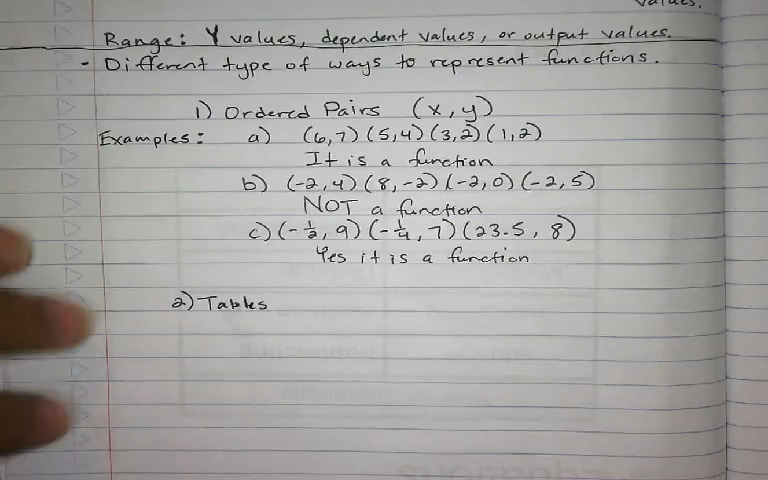 values.
Range: Y values, dependent values, or output values.
- Different type of ways to represent functions.
1) Ordered Pairs (x,y)
Examples: a) (6,7) (5,4) (3,2) (1,2)
It is a function
b) (-2,4) (8,-2) (-2,0) (-2,5)
NOT a function
c) (-1/2, 9) (-1/4, 7) (23.5, 8)
Yes it is a function
2) Tables